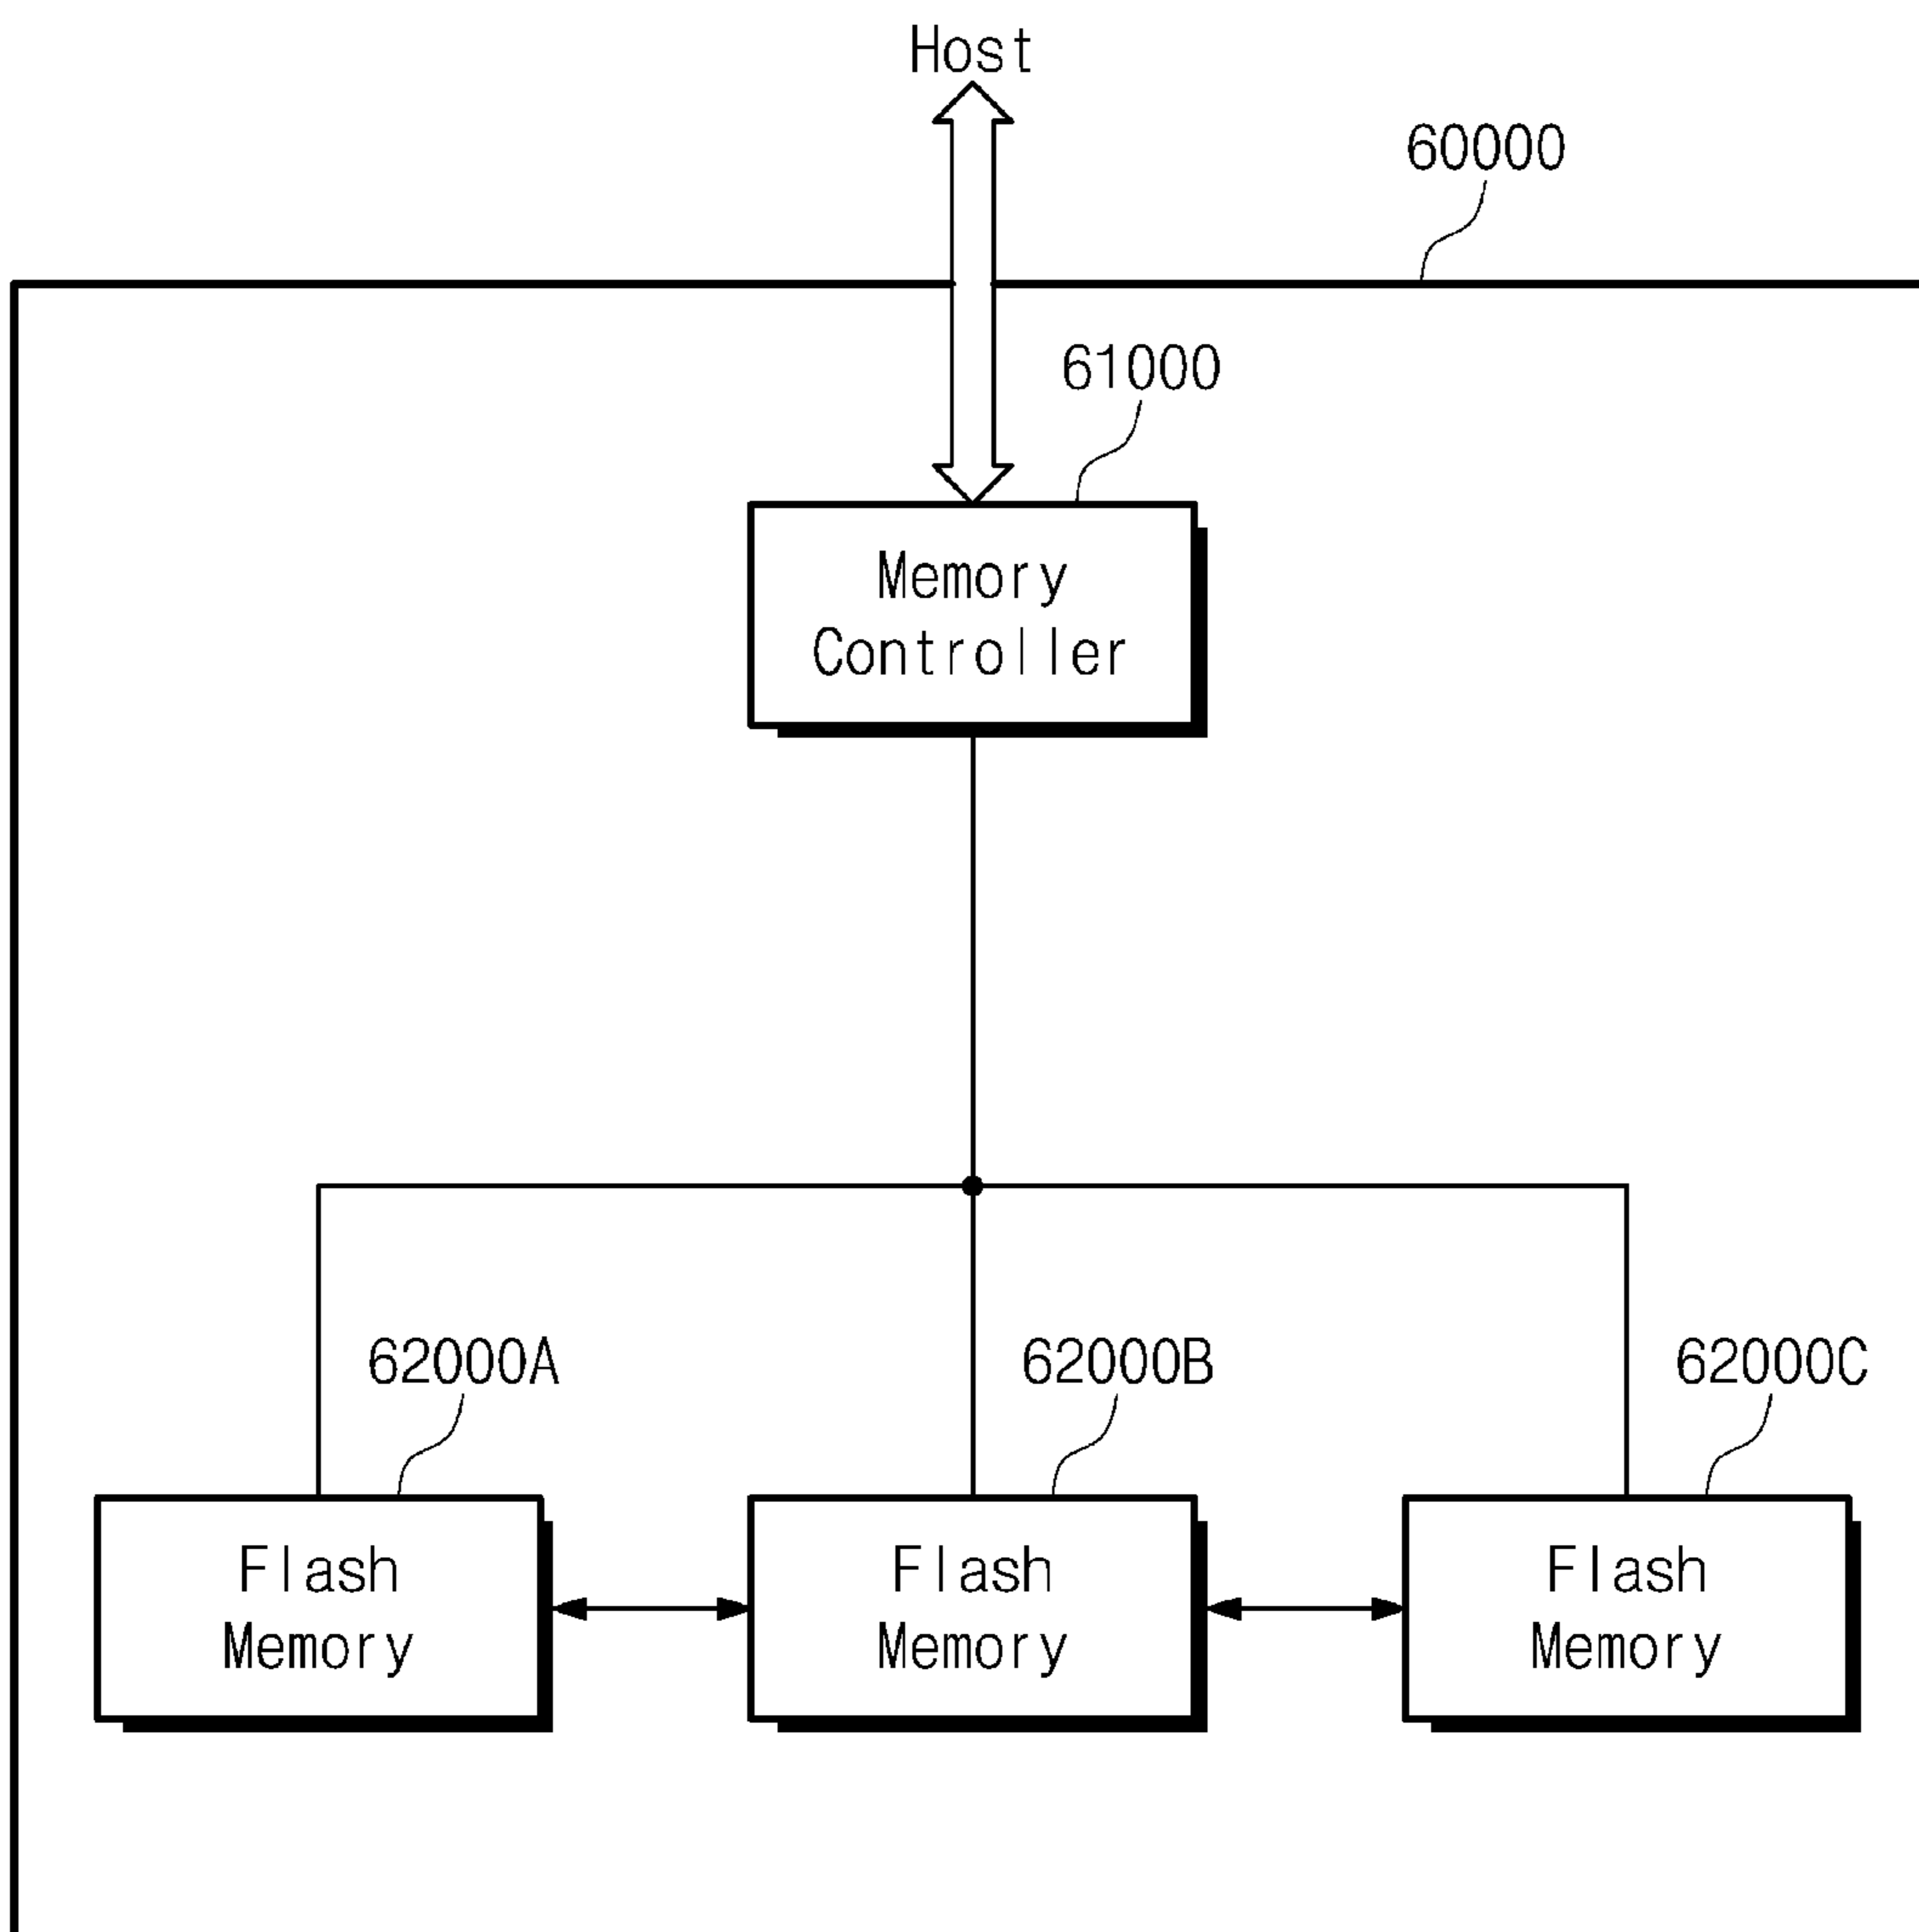 Host
60000
61000
Memory
Controller
62000A
62000B
62000C
Flash
Memory
Flash
Memory
Flash
Memory